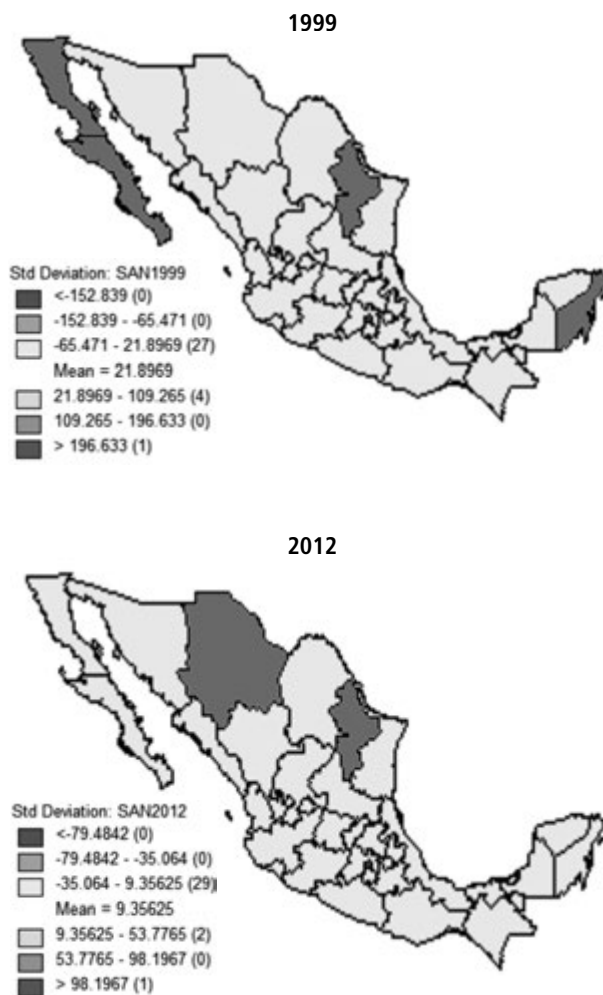 1999
Std Deviation: SAN1999
<-152.839 (0)
-152.839 - -65.471 (0)
-65.471 - 21.8969 (27)
Mean = 21.8969
21.8969 - 109.265 (4)
109.265 - 196.633 (0)
> 196.633 (1)
2012
Std Deviation: SAN2012
<-79.4842 (0)
-79.4842 - -35.064 (0)
-35.064 - 9.35625 (29)
Mean = 9.35625
9.35625 - 53.7765 (2)
53.7765 - 98.1967 (0)
> 98.1967 (1)